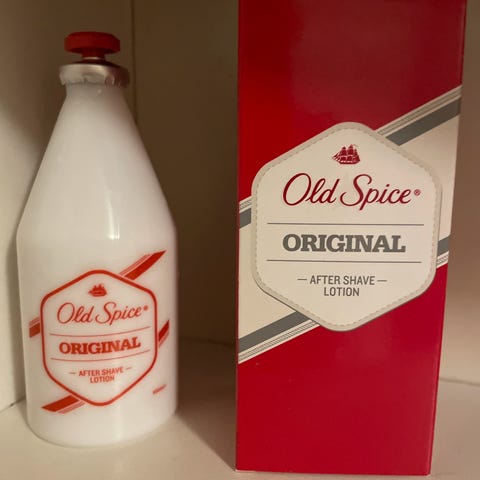 Old Spice®
ORIGINAL
— AFTER SHAVE —
LOTION
Old Spice®
ORIGINAL
— AFTER SHAVE —
LOTION